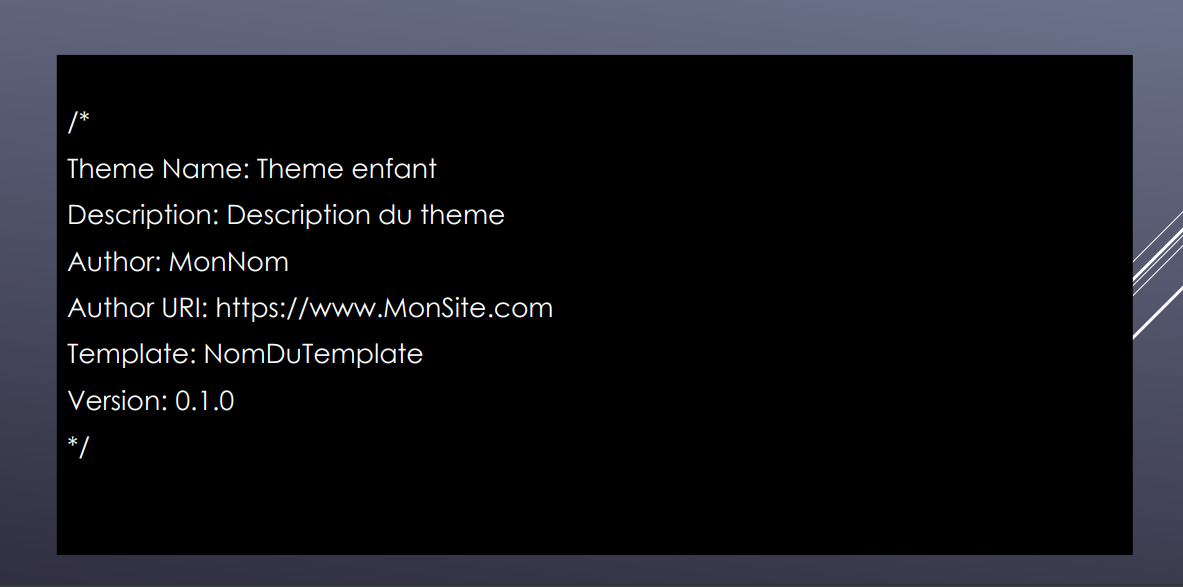 /*
Theme Name: Theme enfant
Description: Description du theme
Author: MonNom
Author URI: https://www.MonSite.com
Template: NomDuTemplate
Version: 0.1.0
*/